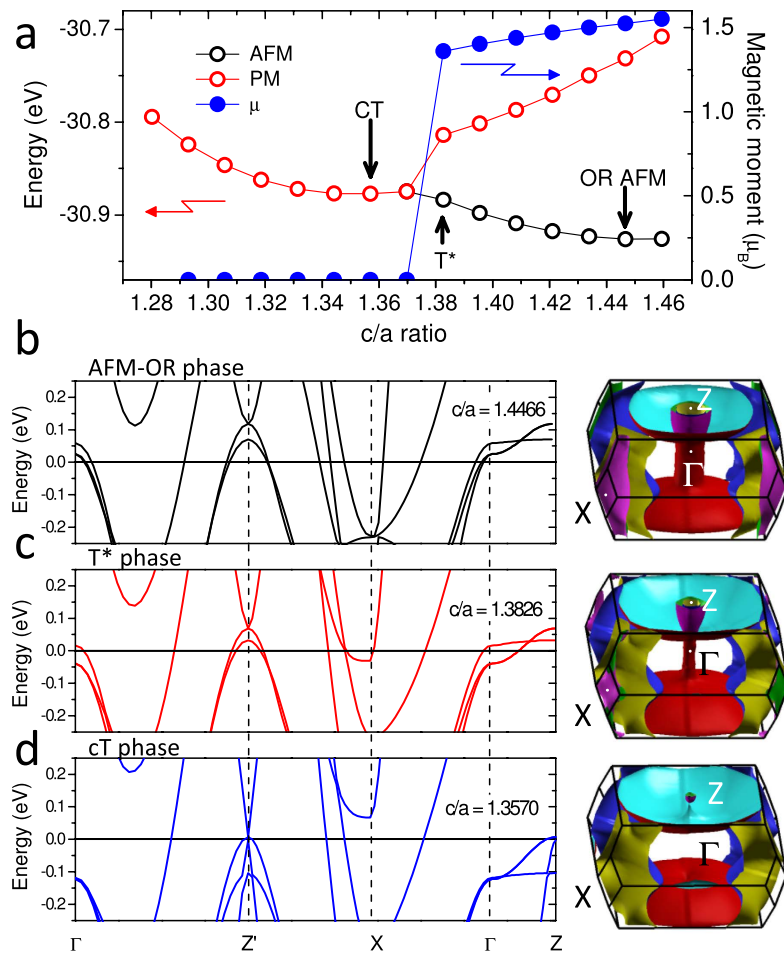 a
-30.7
-30.8
-30.9
Energy (eV)
AFM
PM
μ
CT
T*
OR AFM
1.5
1.0
0.5
0.0
Magnetic moment (μB)
1.28 1.30 1.32 1.34 1.36 1.38 1.40 1.42 1.44 1.46
c/a ratio
b
AFM-OR phase
0.2
0.1
0.0
-0.1
-0.2
Energy (eV)
c/a = 1.4466
Z
Γ
X
c
T* phase
0.2
0.1
0.0
-0.1
-0.2
Energy (eV)
c/a = 1.3826
Z
Γ
X
d
cT phase
0.2
0.1
0.0
-0.1
-0.2
Energy (eV)
c/a = 1.3570
Z
Γ
X
Γ Z' X Γ Z